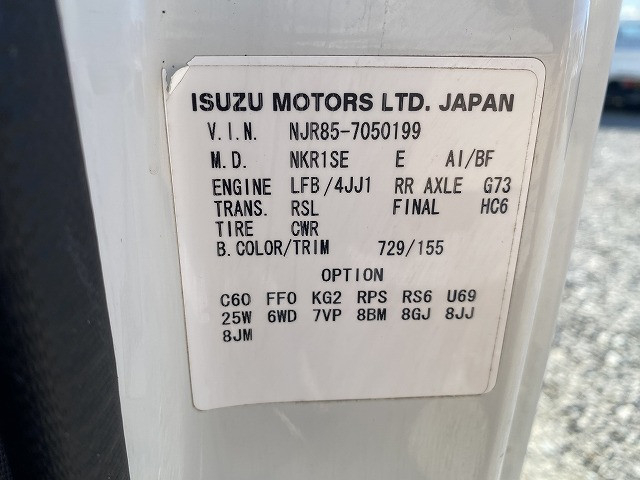 ISUZU MOTORS LTD. JAPAN
V.I.N. NJR85-7050199
M.D. NKR1SE E AI/BF
ENGINE LFB/4JJ1 RR AXLE G73
TRANS. RSL FINAL HC6
TIRE CWR
B.COLOR/TRIM 729/155
OPTION
C60 FF0 KG2 RPS RS6 U69
25W 6WD 7VP 8BM 8GJ 8JJ
8JM